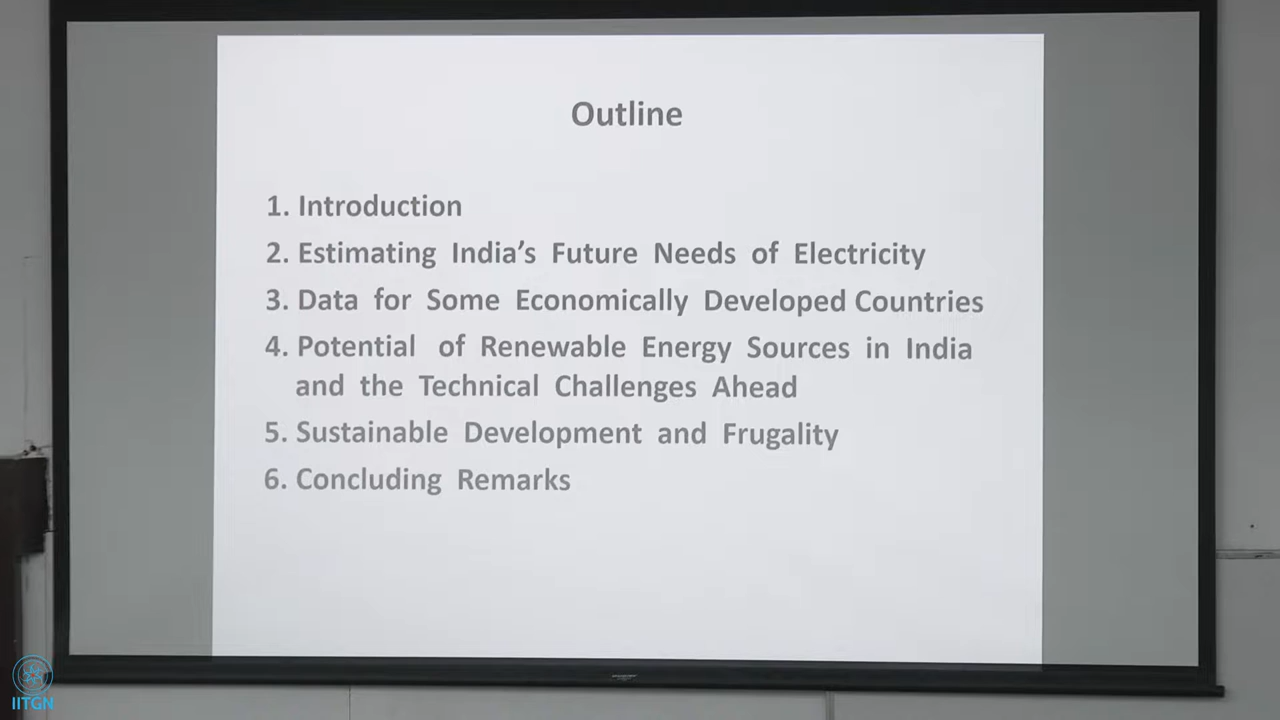 Outline
1. Introduction
2. Estimating India's Future Needs of Electricity
3. Data for Some Economically Developed Countries
4. Potential of Renewable Energy Sources in India
and the Technical Challenges Ahead
5. Sustainable Development and Frugality
6. Concluding Remarks
IITGN